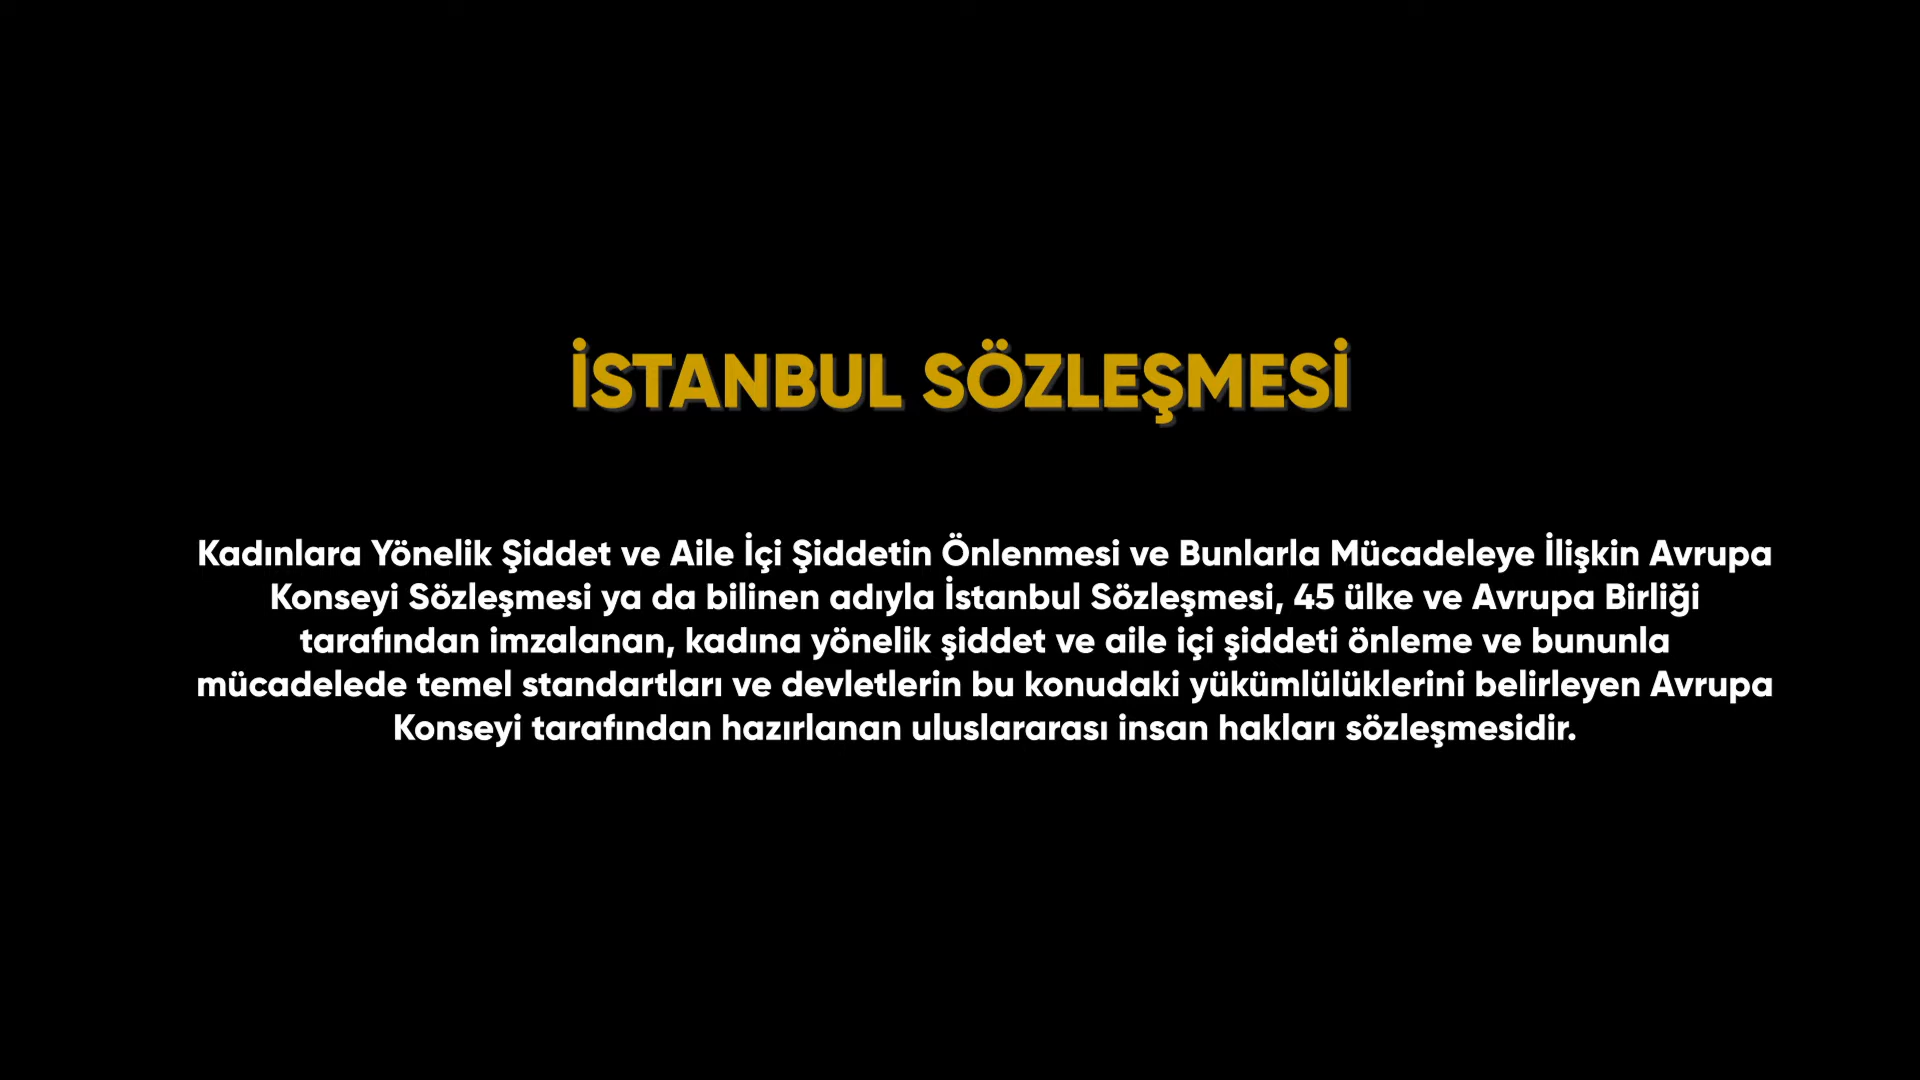 İSTANBUL SÖZLEŞMESİ
Kadınlara Yönelik Şiddet ve Aile İçi Şiddetin Önlenmesi ve Bunlarla Mücadeleye İlişkin Avrupa
Konseyi Sözleşmesi ya da bilinen adıyla İstanbul Sözleşmesi, 45 ülke ve Avrupa Birliği
tarafından imzalanan, kadına yönelik şiddet ve aile içi şiddeti önleme ve bununla
mücadelede temel standartları ve devletlerin bu konudaki yükümlülüklerini belirleyen Avrupa
Konseyi tarafından hazırlanan uluslararası insan hakları sözleşmesidir.